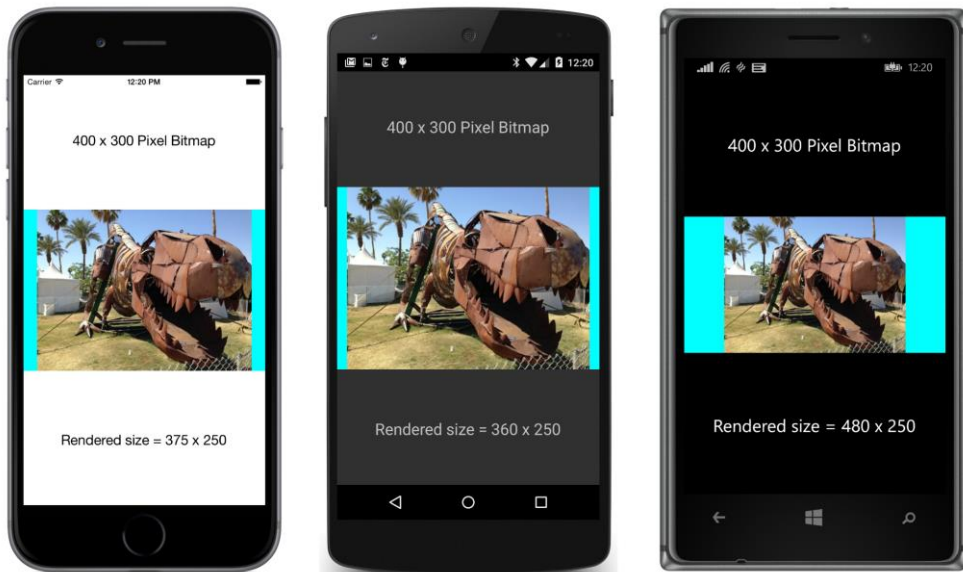 Carrier
12:20 PM
400 x 300 Pixel Bitmap
Rendered size = 375 x 250
12:20
400 x 300 Pixel Bitmap
Rendered size = 360 x 250
12:20
400 x 300 Pixel Bitmap
Rendered size = 480 x 250